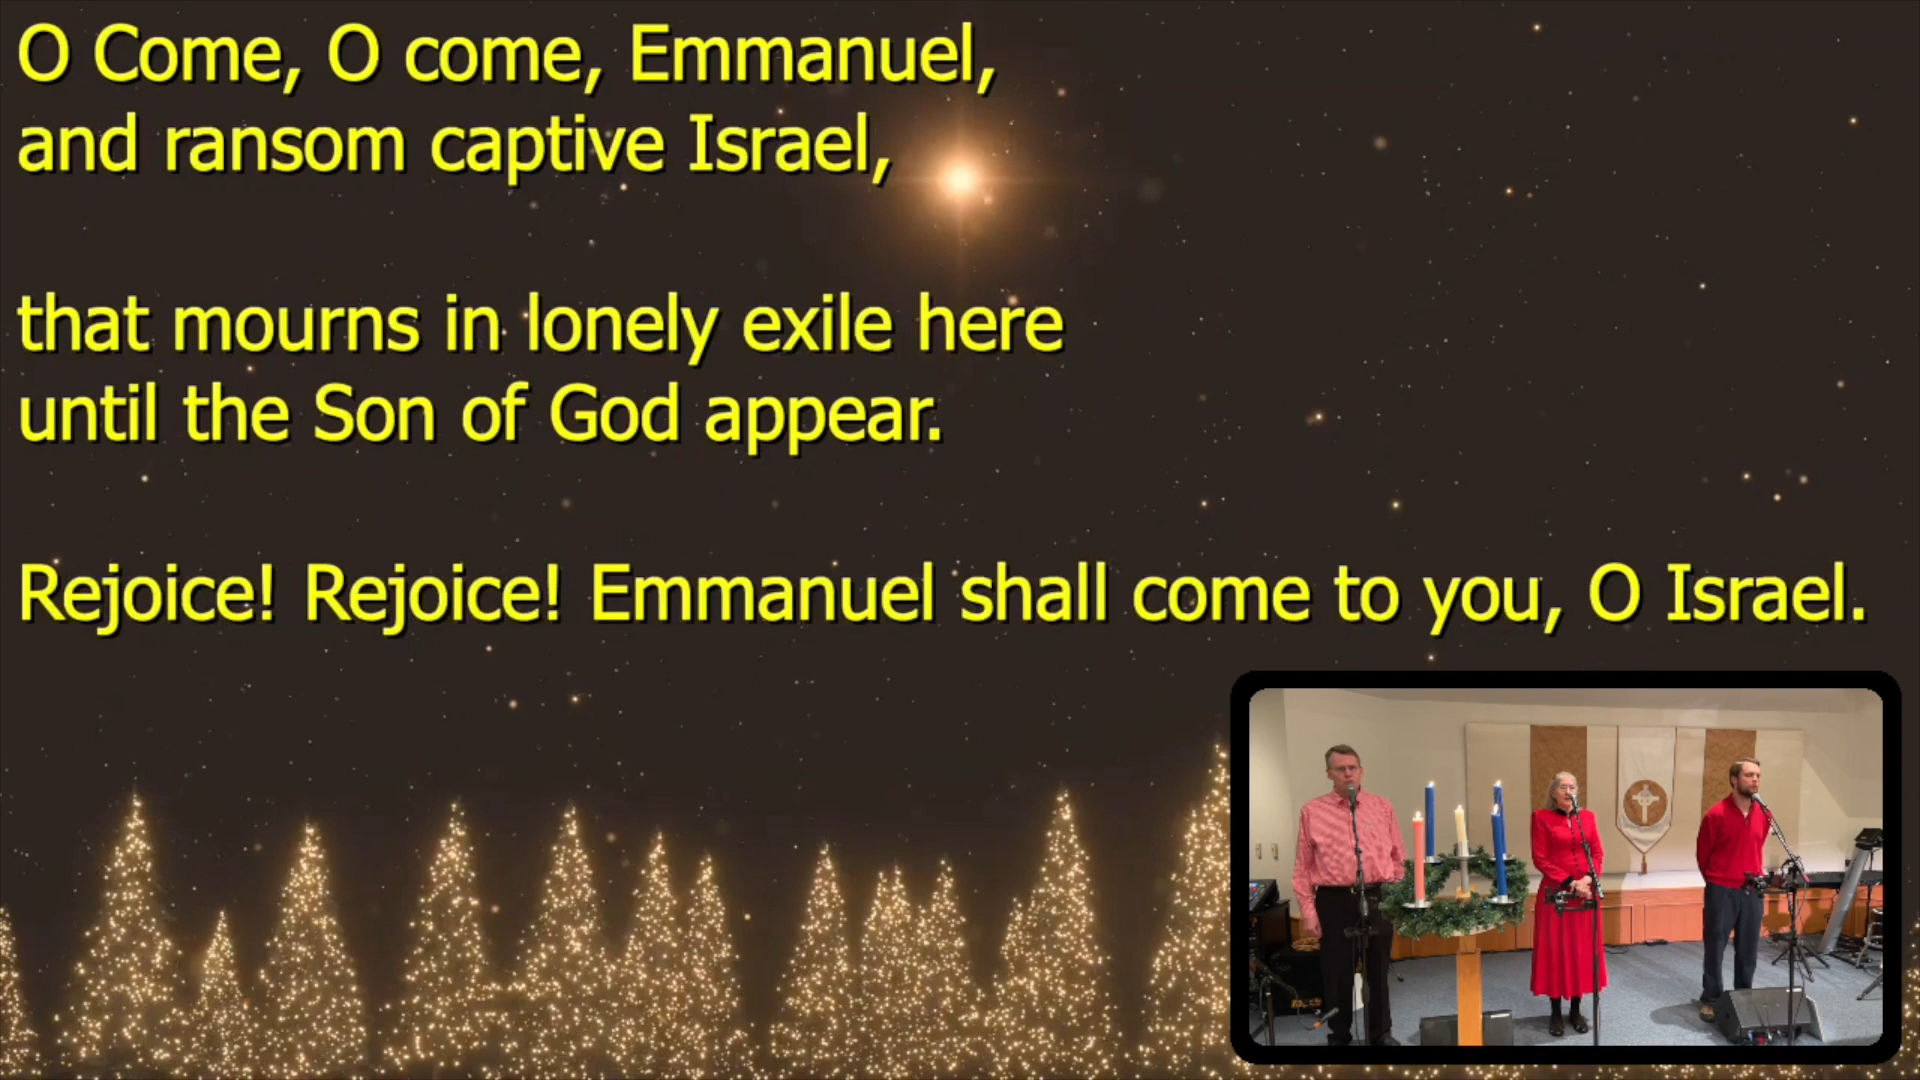 O Come, O come, Emmanuel,
and ransom captive Israel,
that mourns in lonely exile here
until the Son of God appear.
Rejoice! Rejoice! Emmanuel shall come to you, O Israel.